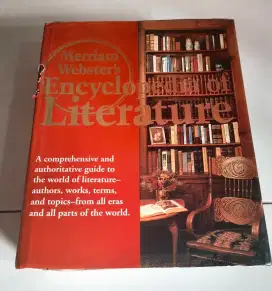 Merriam
Webster's
Encyclopedia of
Literature
A comprehensive and
authoritative guide to
the world of literature–
authors, works, terms,
and topics–from all eras
and all parts of the world.